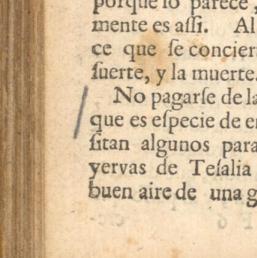 porque lo parece,
mente es aſſi. Al
ce que ſe concier
ſuerte, y la muerte.
No pagarſe de la
que es eſpecie de en
ſitan algunos para
yervas de Teſalia
buen aire de una g